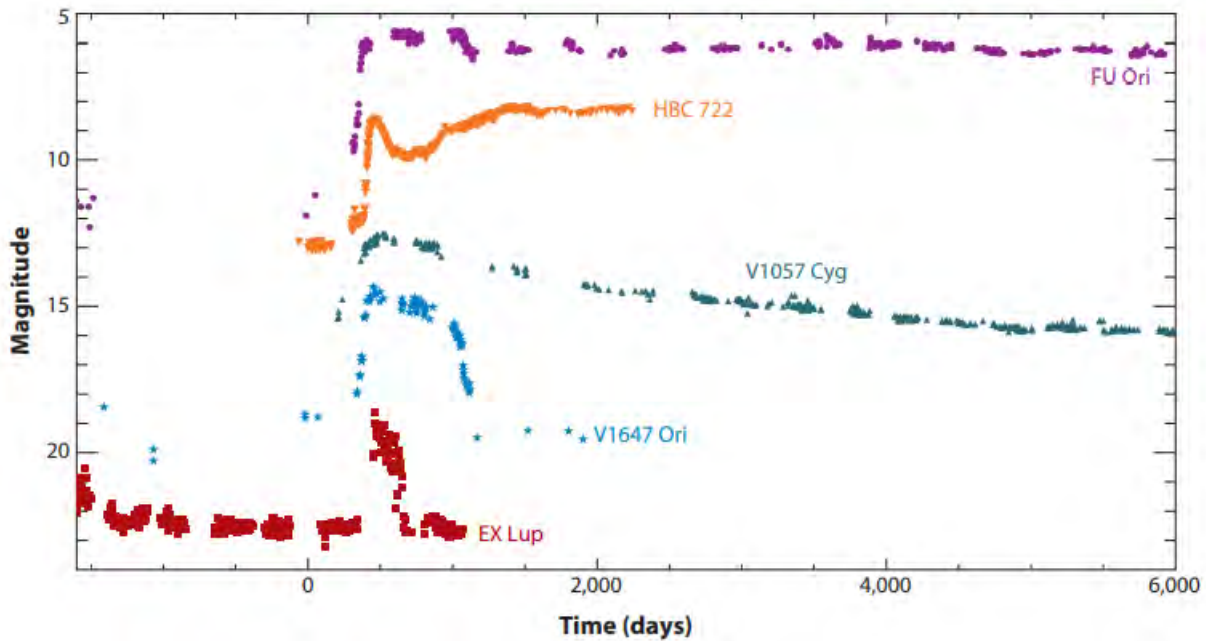 5
FU Ori
HBC 722
10
V1057 Cyg
15
Magnitude
V1647 Ori
20
EX Lup
0
2,000
4,000
6,000
Time (days)